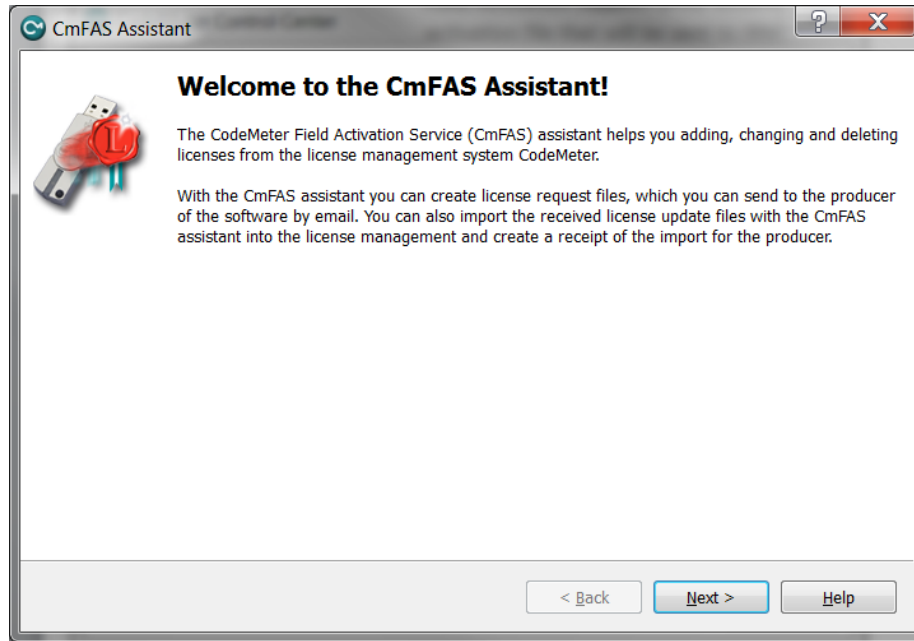 CmFAS Assistant
Control Center
?
X
Welcome to the CmFAS Assistant!
The CodeMeter Field Activation Service (CmFAS) assistant helps you adding, changing and deleting
licenses from the license management system CodeMeter.
With the CmFAS assistant you can create license request files, which you can send to the producer
of the software by email. You can also import the received license update files with the CmFAS
assistant into the license management and create a receipt of the import for the producer.
L
< Back
Next >
Help